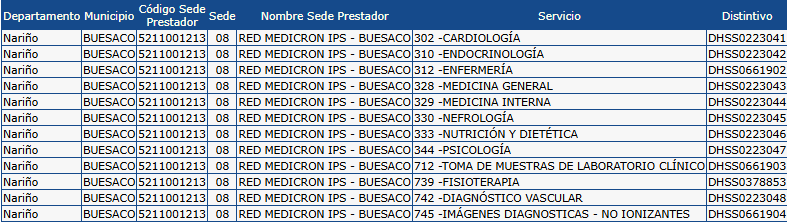 Departamento Municipio Código Sede Prestador Sede Nombre Sede Prestador Servicio Distintivo
Nariño BUESACO 5211001213 08 RED MEDICRON IPS - BUESACO 302 -CARDIOLOGÍA DHSS0223041
Nariño BUESACO 5211001213 08 RED MEDICRON IPS - BUESACO 310 -ENDOCRINOLOGÍA DHSS0223042
Nariño BUESACO 5211001213 08 RED MEDICRON IPS - BUESACO 312 -ENFERMERÍA DHSS0661902
Nariño BUESACO 5211001213 08 RED MEDICRON IPS - BUESACO 328 -MEDICINA GENERAL DHSS0223043
Nariño BUESACO 5211001213 08 RED MEDICRON IPS - BUESACO 329 -MEDICINA INTERNA DHSS0223044
Nariño BUESACO 5211001213 08 RED MEDICRON IPS - BUESACO 330 -NEFROLOGÍA DHSS0223045
Nariño BUESACO 5211001213 08 RED MEDICRON IPS - BUESACO 333 -NUTRICIÓN Y DIETÉTICA DHSS0223046
Nariño BUESACO 5211001213 08 RED MEDICRON IPS - BUESACO 344 -PSICOLOGÍA DHSS0223047
Nariño BUESACO 5211001213 08 RED MEDICRON IPS - BUESACO 712 -TOMA DE MUESTRAS DE LABORATORIO CLÍNICO DHSS0661903
Nariño BUESACO 5211001213 08 RED MEDICRON IPS - BUESACO 739 -FISIOTERAPIA DHSS0378853
Nariño BUESACO 5211001213 08 RED MEDICRON IPS - BUESACO 742 -DIAGNÓSTICO VASCULAR DHSS0223048
Nariño BUESACO 5211001213 08 RED MEDICRON IPS - BUESACO 745 -IMÁGENES DIAGNOSTICAS - NO IONIZANTES DHSS0661904